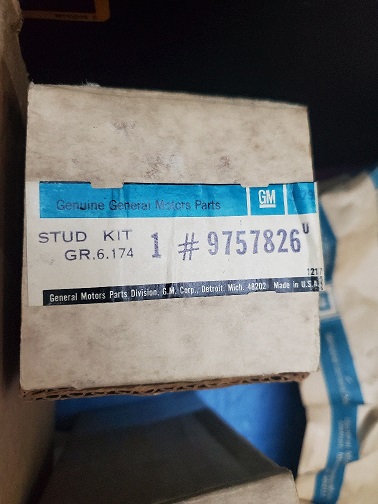 Genuine General Motors Parts GM
STUD KIT 1 # 9757826 U
GR.6.174
1217
General Motors Parts Division, G.M. Corp., Detroit, Mich. 48202 Made in U.S.A.